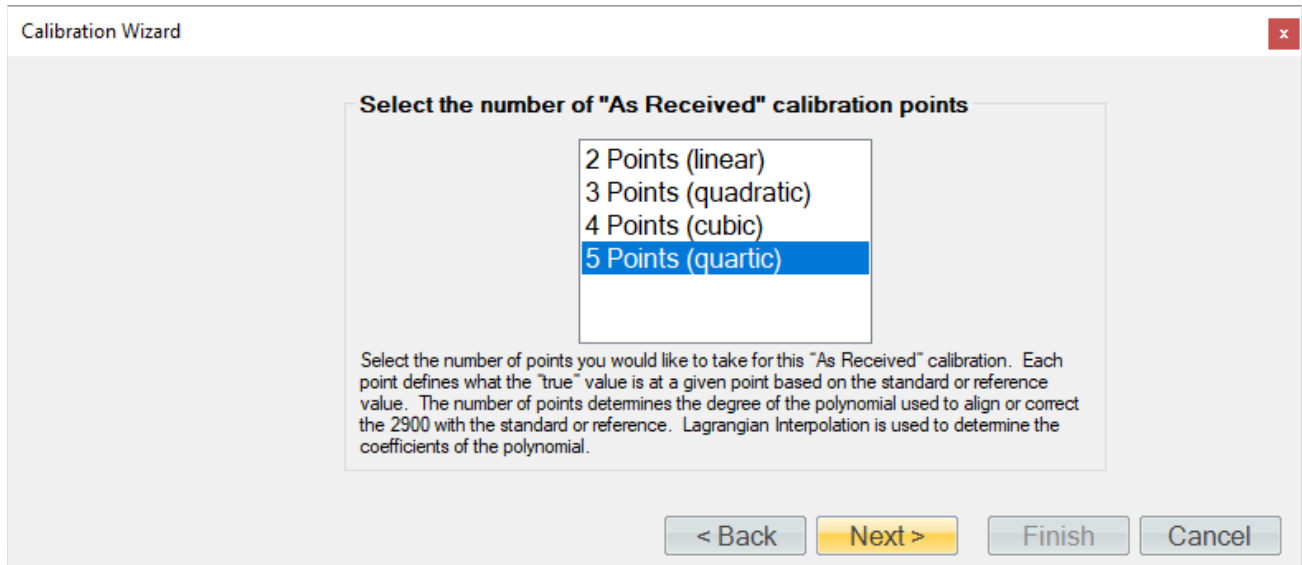 Calibration Wizard
x
Select the number of "As Received" calibration points
2 Points (linear)
3 Points (quadratic)
4 Points (cubic)
5 Points (quartic)
Select the number of points you would like to take for this "As Received" calibration. Each
point defines what the "true" value is at a given point based on the standard or reference
value. The number of points determines the degree of the polynomial used to align or correct
the 2900 with the standard or reference. Lagrangian Interpolation is used to determine the
coefficients of the polynomial.
< Back Next > Finish Cancel